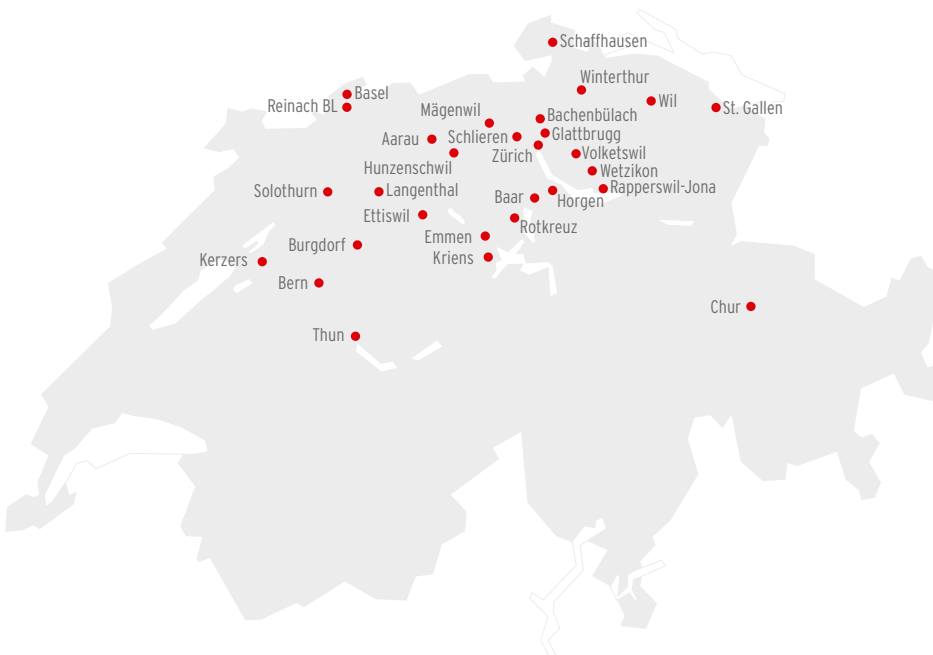 Schaffhausen
Winterthur
Basel
Wil
Reinach BL
St. Gallen
Mägenwil
Bachenbülach
Glattbrugg
Aarau
Schlieren
Zürich
Volketswil
Hunzenschwil
Wetzikon
Solothurn
Langenthal
Rapperswil-Jona
Baar
Horgen
Ettiswil
Rotkreuz
Emmen
Burgdorf
Kriens
Kerzers
Bern
Chur
Thun